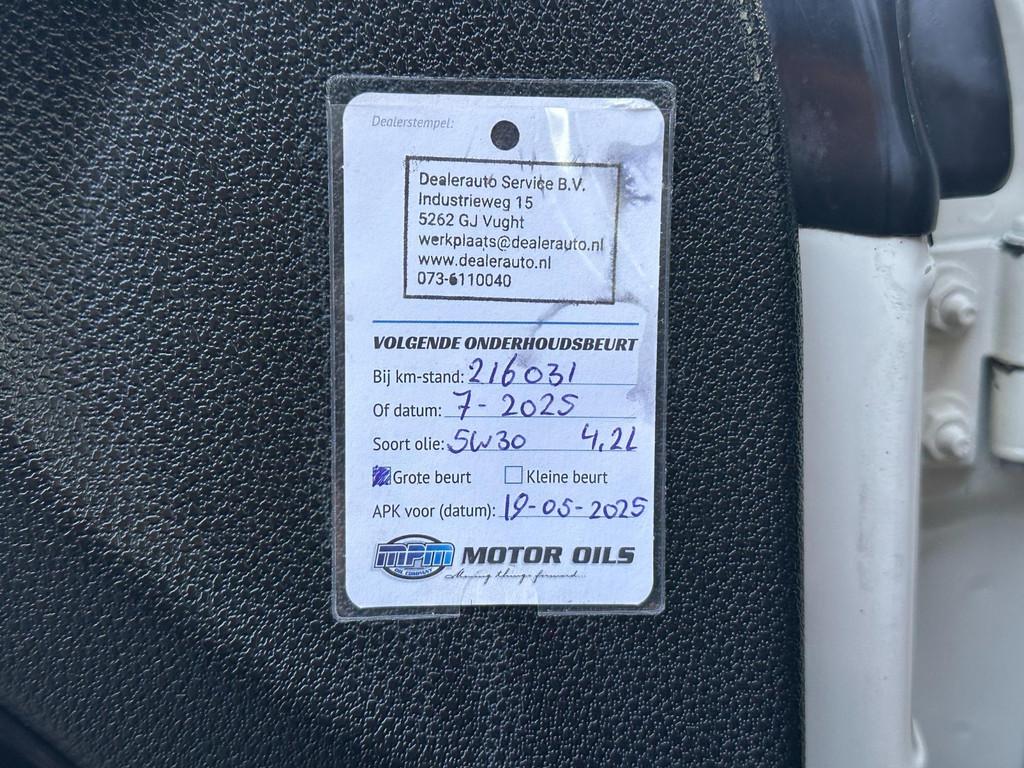 Dealerstempel:
Dealerauto Service B.V.
Industrieweg 15
5262 GJ Vught
werkplaats@dealerauto.nl
www.dealerauto.nl
073-6110040
VOLGENDE ONDERHOUDSBEURT
Bij km-stand: 216031
Of datum: 7-2025
Soort olie: 5W30 4,2L
Grote beurt Kleine beurt
APK voor (datum): 19-05-2025
MPM MOTOR OILS
OIL COMPANY
Moving things forward...